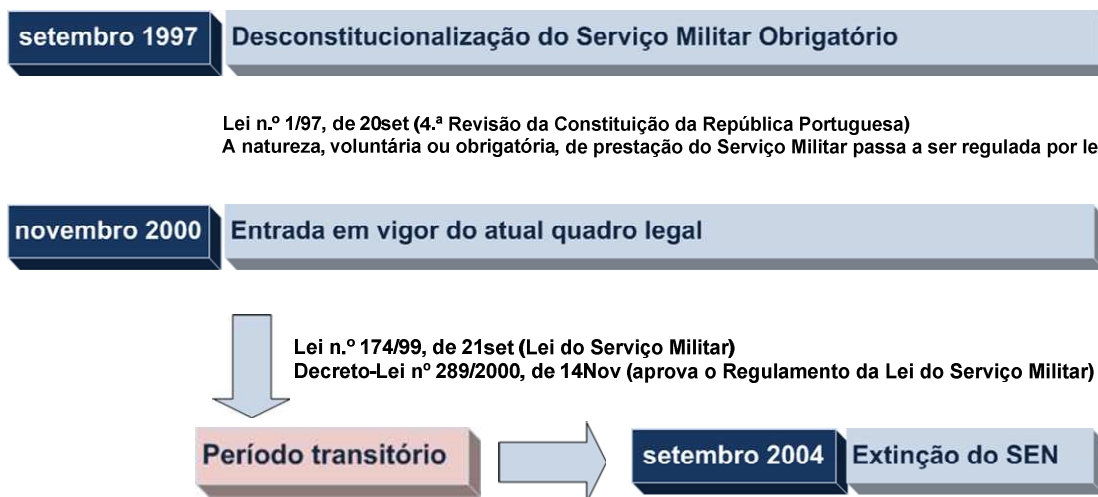 setembro 1997 Desconstitucionalização do Serviço Militar Obrigatório
Lei n.º 1/97, de 20set (4.ª Revisão da Constituição da República Portuguesa)
A natureza, voluntária ou obrigatória, de prestação do Serviço Militar passa a ser regulada por le
novembro 2000 Entrada em vigor do atual quadro legal
Lei n.º 174/99, de 21set (Lei do Serviço Militar)
Decreto-Lei nº 289/2000, de 14Nov (aprova o Regulamento da Lei do Serviço Militar)
Período transitório setembro 2004 Extinção do SEN